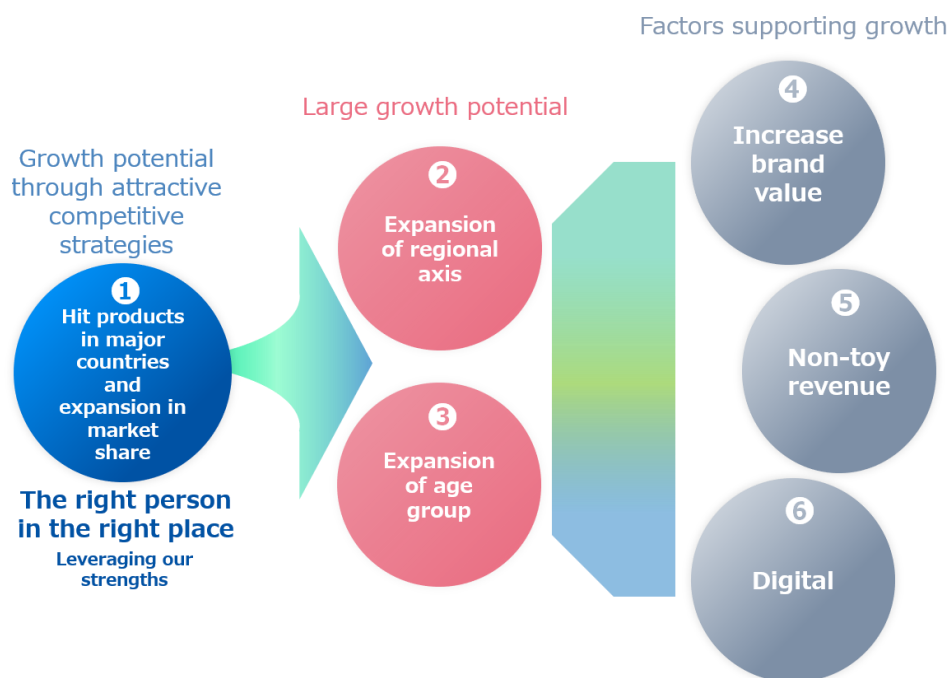 Factors supporting growth
Large growth potential
Growth potential
through attractive
competitive
strategies
1
Hit products
in major
countries
and
expansion in
market
share
The right person
in the right place
Leveraging our
strengths
2
Expansion
of regional
axis
3
Expansion
of age
group
4
Increase
brand
value
5
Non-toy
revenue
6
Digital